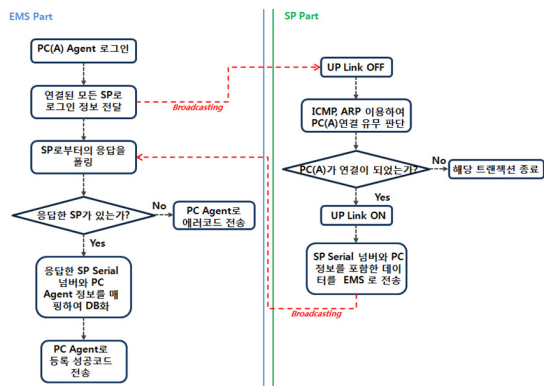 EMS Part
PC(A) Agent 로그인
연결된 모든 SP로
로그인 정보 전달
Broadcasting
SP로부터의 응답을
폴링
응답한 SP가 있는가?
No
PC Agent로
에러코드 전송
Yes
응답한 SP Serial
넘버와 PC
Agent 정보를 매
핑하여 DB화
PC Agent로
등록 성공코드
전송
SP Part
UP Link OFF
ICMP, ARP 이용하여
PC(A)연결 유무 판단
PC(A)가 연결이 되었는가?
No
해당 트랜젝션 종료
Yes
UP Link ON
SP Serial 넘버와 PC
정보를 포함한 데이
터를 EMS 로 전송
Broadcasting